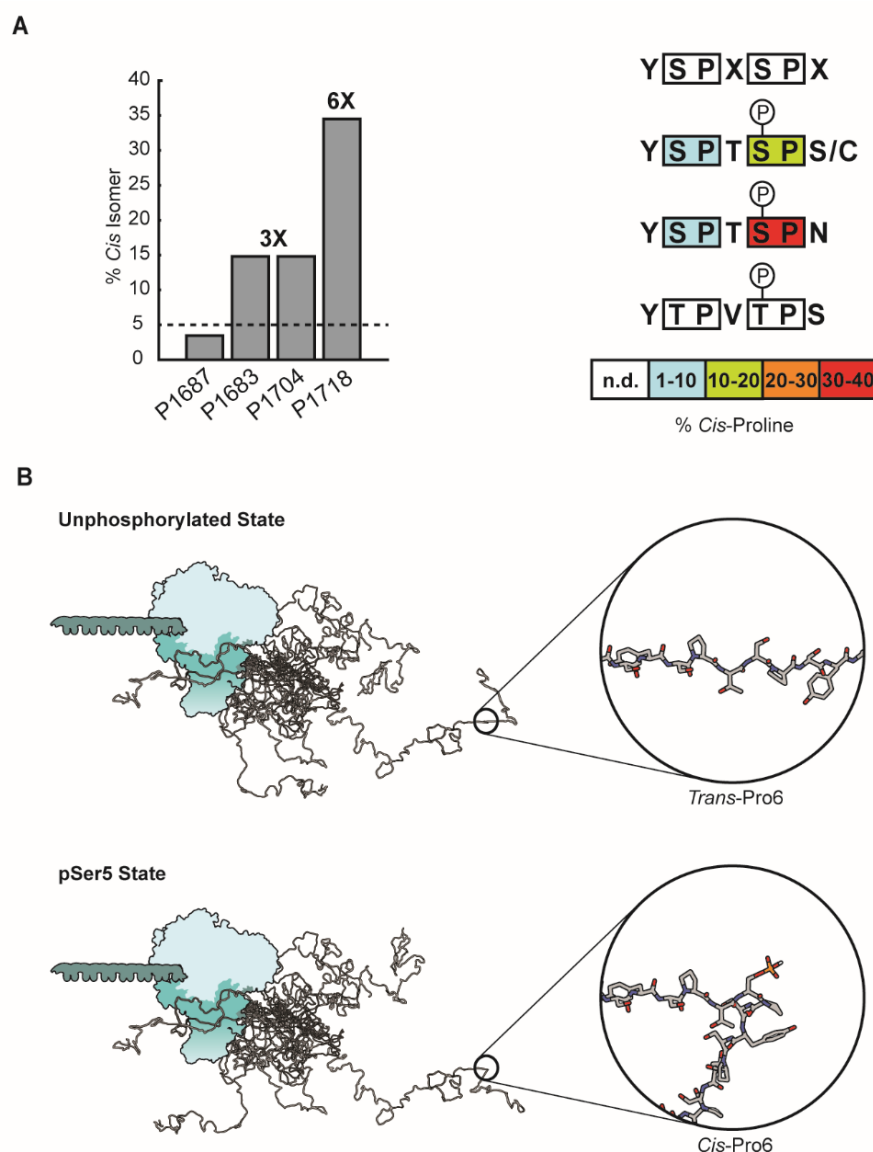 A
% Cis Isomer
40
35
30
25
20
15
10
5
0
3X
6X
P1687
P1683
P1704
P1718
Y S P X S P X
P
Y S P T S P S/C
P
Y S P T S P N
P
Y T P V T P S
n.d. 1-10 10-20 20-30 30-40
% Cis-Proline
B
Unphosphorylated State
Trans-Pro6
pSer5 State
Cis-Pro6